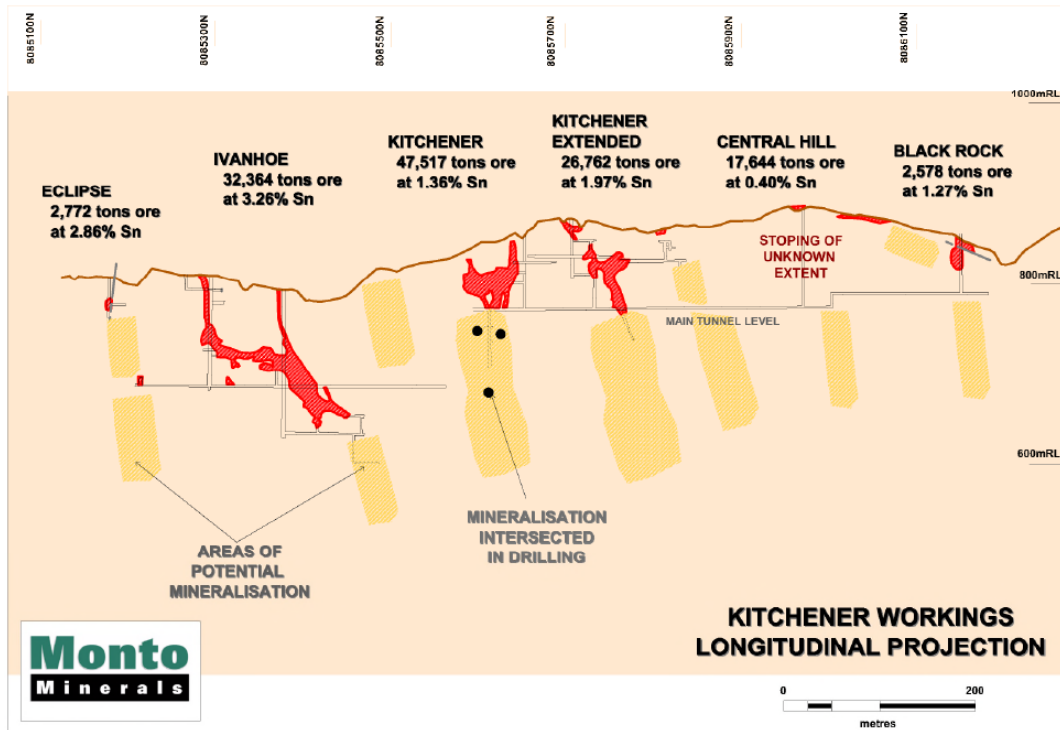 8085100N
8085300N
8085500N
8085700N
8085900N
8086100N
1000mRL
ECLIPSE
2,772 tons ore
at 2.86% Sn
IVANHOE
32,364 tons ore
at 3.26% Sn
KITCHENER
47,517 tons ore
at 1.36% Sn
KITCHENER
EXTENDED
26,762 tons ore
at 1.97% Sn
CENTRAL HILL
17,644 tons ore
at 0.40% Sn
BLACK ROCK
2,578 tons ore
at 1.27% Sn
STOPING OF
UNKNOWN
EXTENT
800mRL
MAIN TUNNEL LEVEL
600mRL
MINERALISATION
INTERSECTED
IN DRILLING
AREAS OF
POTENTIAL
MINERALISATION
KITCHENER WORKINGS
LONGITUDINAL PROJECTION
Monto
Minerals
0 200
metres